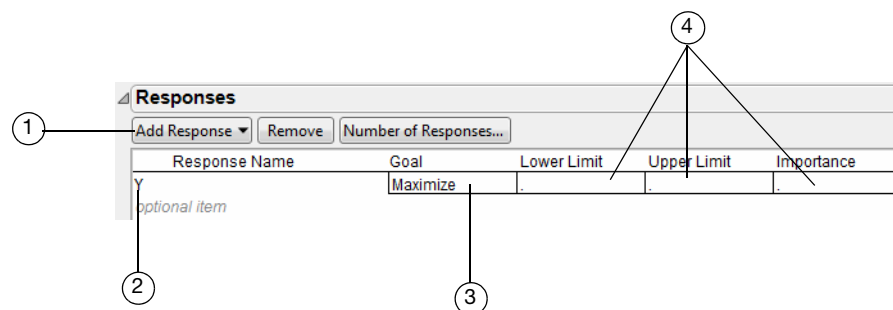 4
Responses
1
Add Response Remove Number of Responses...
Response Name Goal Lower Limit Upper Limit Importance
Y Maximize . . .
optional item
2
3